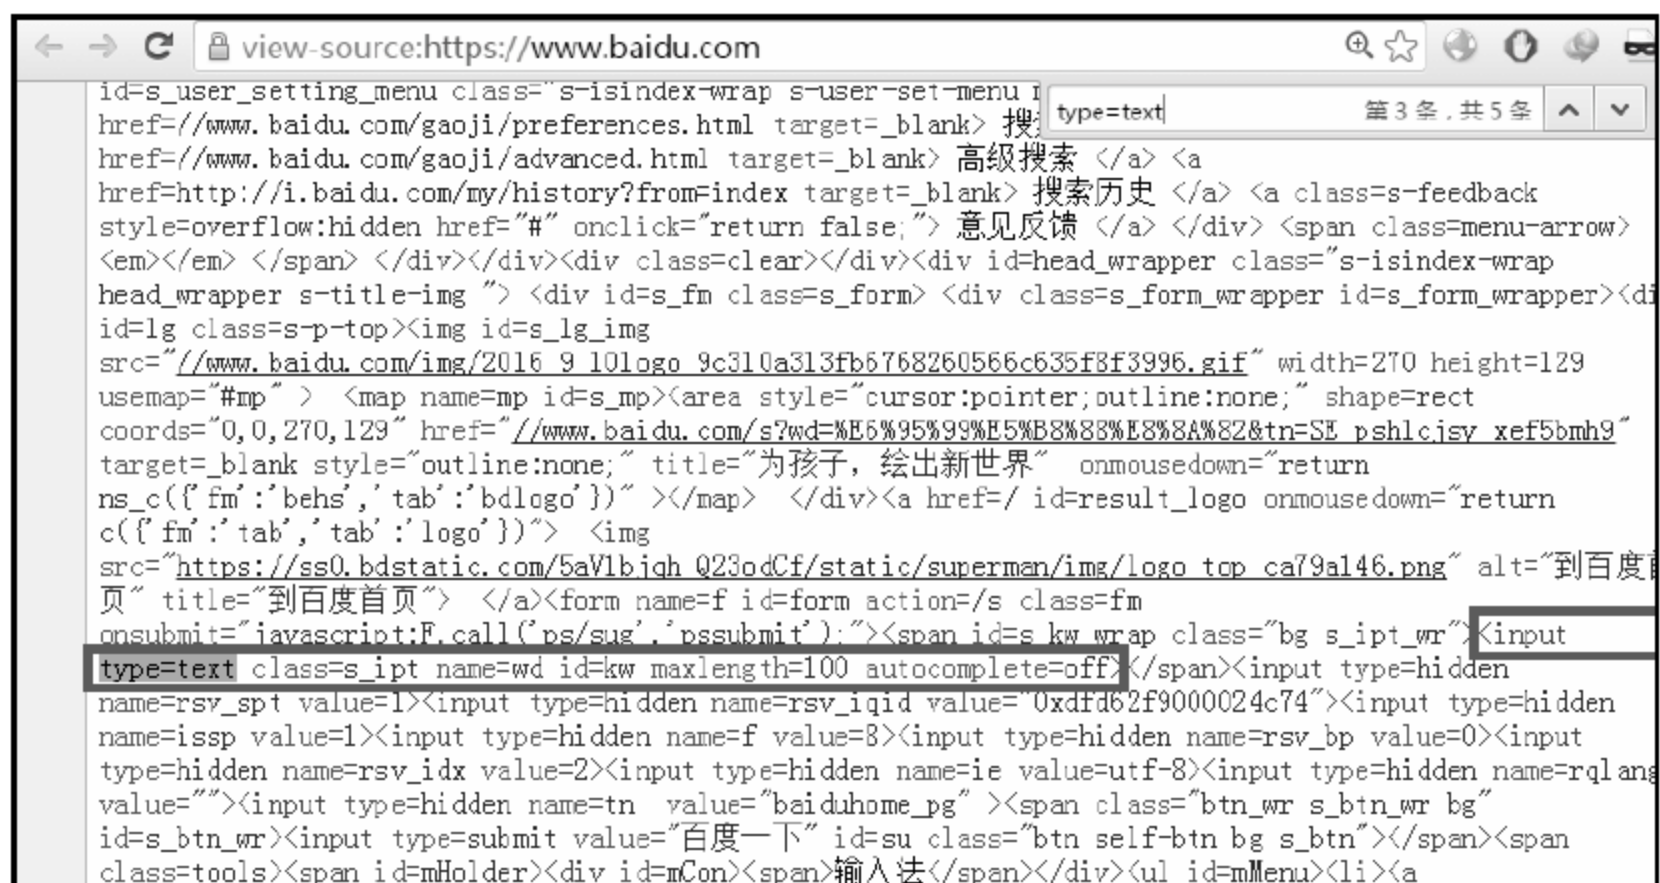 view-source:https://www.baidu.com
type=text
第3条,共5条
id=s_user_setting_menu class="s-isindex-wrap s-user-set-menu
href=//www.baidu.com/gaoji/preferences.html target=_blank>
href=//www.baidu.com/gaoji/advanced.html target=_blank> 高级搜索 </a> <a
href=http://i.baidu.com/my/history?from=index target=_blank> 搜索历史 </a> <a class=s-feedback
style=overflow:hidden href="#" onclick="return false;"> 意见反馈 </a> </div> <span class=menu-arrow>
<em></em> </span> </div></div><div class=clear></div><div id=head_wrapper class="s-isindex-wrap
head_wrapper s-title-img "> <div id=s_fm class=s_form> <div class=s_form_wrapper id=s_form_wrapper><di
id=lg class=s-p-top><img id=s_lg_img
src="//www.baidu.com/img/2016_9_10logo_9c310a313fb6768260566c635f8f3996.gif" width=270 height=129
usemap="#mp" > <map name=mp id=s_mp><area style="cursor:pointer;outline:none;" shape=rect
coords="0,0,270,129" href="//www.baidu.com/s?wd=%E6%95%99%E5%B8%88%E8%8A%82&tn=SE_pshlcjsy_xef5bmh9"
target=_blank style="outline:none;" title="为孩子，绘出新世界" onmousedown="return
ns_c({'fm':'behs','tab':'bdlogo'})" ></map> </div><a href=/ id=result_logo onmousedown="return
c({'fm':'tab','tab':'logo'})"> <img
src="https://ss0.bdstatic.com/5aV1bjqh_Q23odCf/static/superman/img/logo_top_ca79a146.png" alt="到百度首
页" title="到百度首页"> </a><form name=f id=form action=/s class=fm
onsubmit="javascript:F.call('ps/sug','pssubmit');"><span id=s_kw_wrap class="bg s_ipt_wr"><input
type=text class=s_ipt name=wd id=kw maxlength=100 autocomplete=off></span><input type=hidden
name=rsv_spt value=1><input type=hidden name=rsv_iqid value="0xdfd62f9000024c74"><input type=hidden
name=issp value=1><input type=hidden name=f value=8><input type=hidden name=rsv_bp value=0><input
type=hidden name=rsv_idx value=2><input type=hidden name=ie value=utf-8><input type=hidden name=rqlang
value=""><input type=hidden name=tn value="baiduhome_pg" ><span class="btn_wr s_btn_wr bg"
id=s_btn_wr><input type=submit value="百度一下" id=su class="btn self-btn bg s_btn"></span><span
class=tools><span id=mHolder><div id=mCon><span>输入法</span></div><ul id=mMenu><li><a